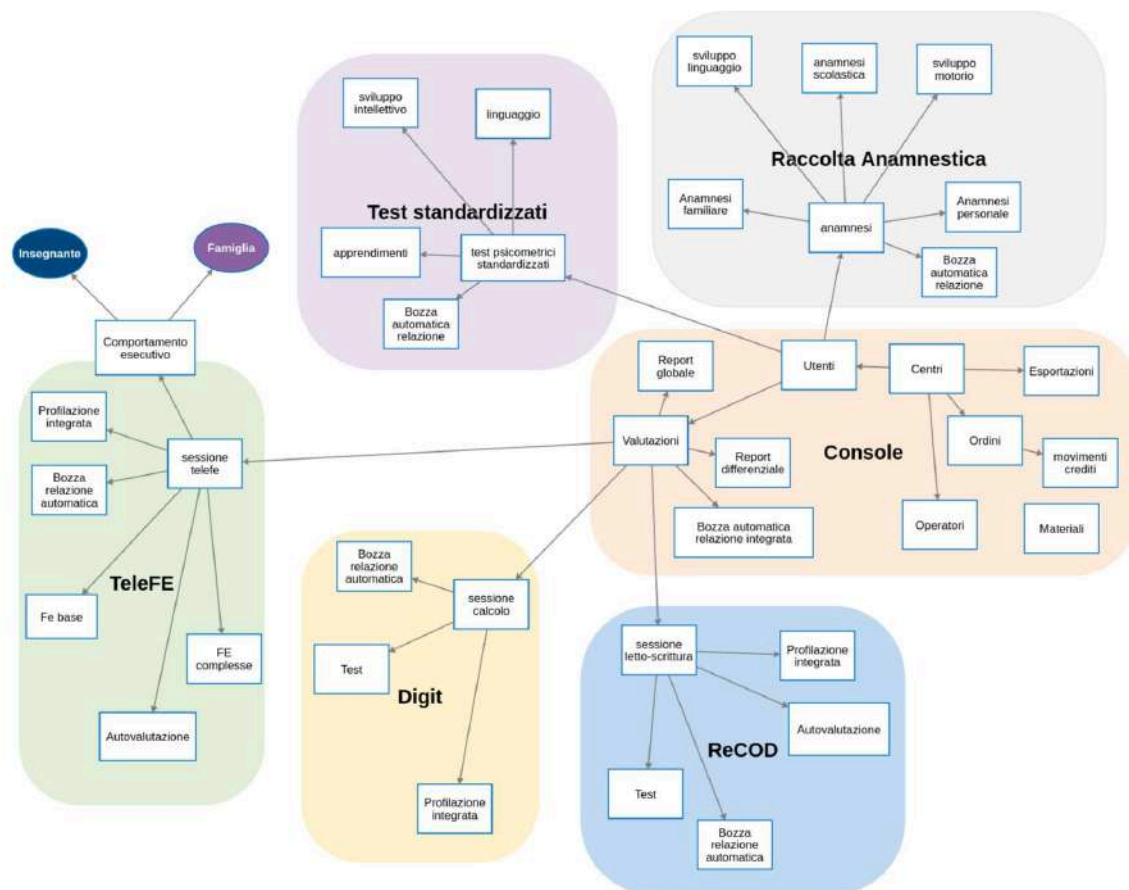 sviluppo
linguaggio
anamnesi
scolastica
sviluppo
motorio
Raccolta Anamnestica
Anamnesi
familiare
anamnesi
Anamnesi
personale
Bozza
automatica
relazione
sviluppo
intellettivo
linguaggio
Test standardizzati
apprendimenti
test psicometrici
standardizzati
Bozza
automatica
relazione
Insegnante
Famiglia
Comportamento
esecutivo
Profilazione
integrata
sessione
telefe
Bozza
relazione
automatica
TeleFE
Fe base
FE
complesse
Autovalutazione
Report
globale
Utenti
Centri
Esportazioni
Valutazioni
Console
Ordini
Report
differenziale
movimenti
crediti
Bozza automatica
relazione integrata
Operatori
Materiali
Bozza
relazione
automatica
sessione
calcolo
Test
Digit
Profilazione
integrata
sessione
letto-scrittura
Profilazione
integrata
Autovalutazione
ReCOD
Test
Bozza
relazione
automatica